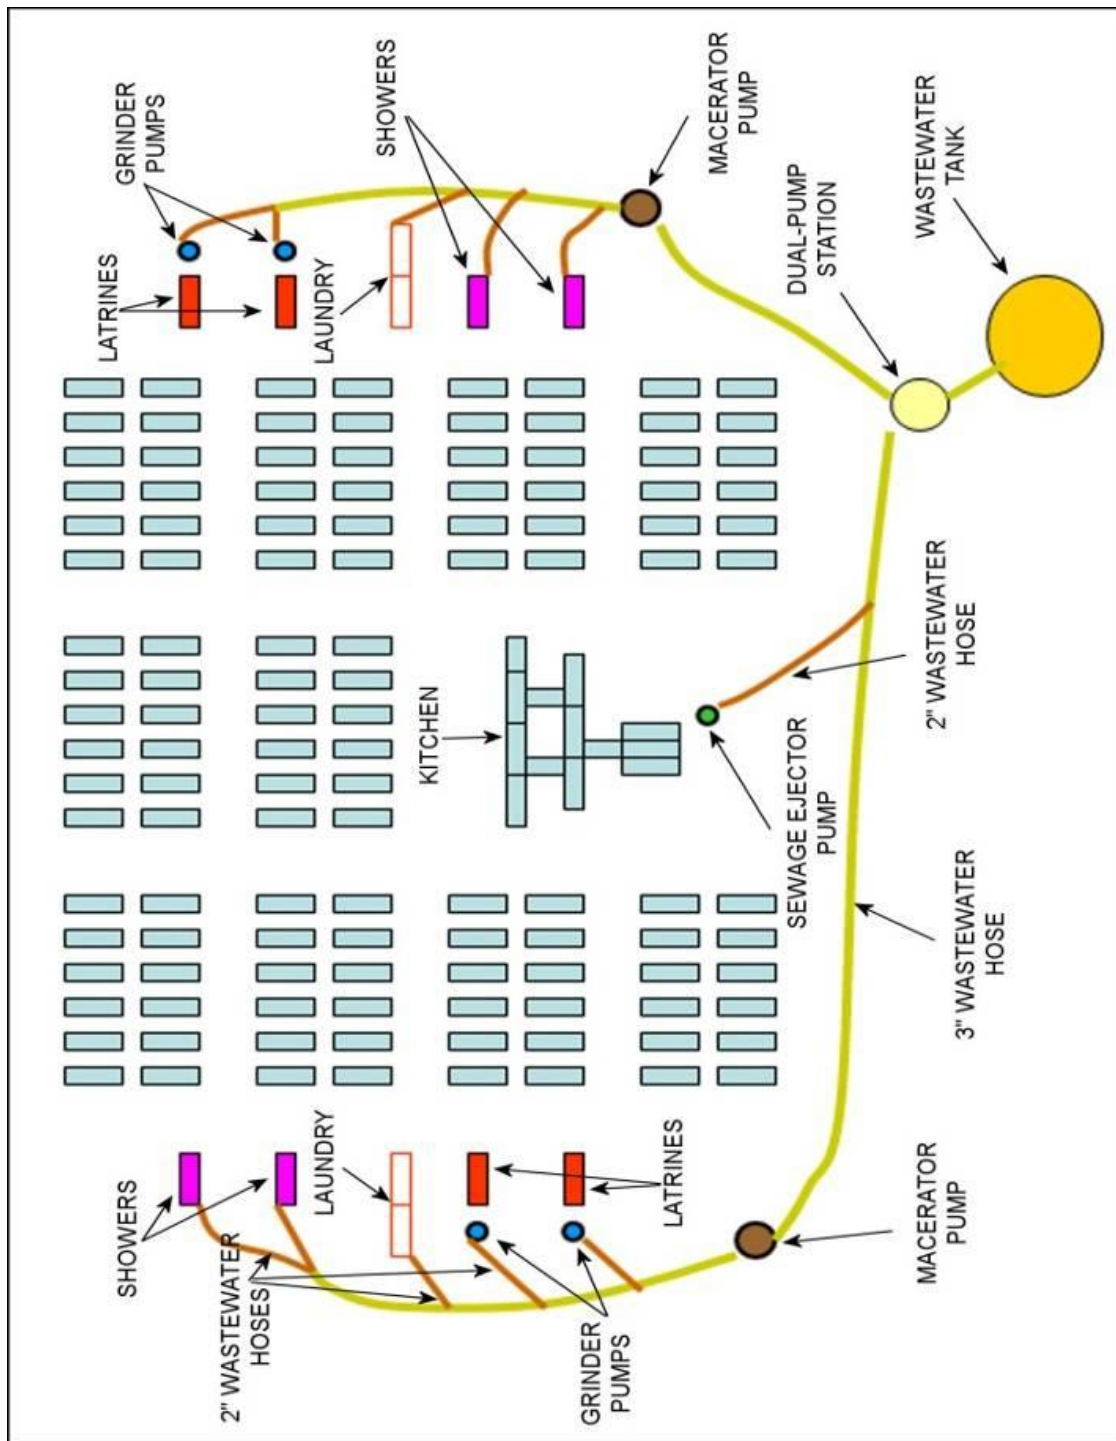 SHOWERS
LATRINES
GRINDER
PUMPS
2" WASTEWATER
HOSES
LAUNDRY
LAUNDRY
SHOWERS
KITCHEN
GRINDER
PUMPS
LATRINES
MACERATOR
PUMP
SEWAGE EJECTOR
PUMP
DUAL-PUMP
STATION
MACERATOR
PUMP
3" WASTEWATER
HOSE
2" WASTEWATER
HOSE
WASTEWATER
TANK